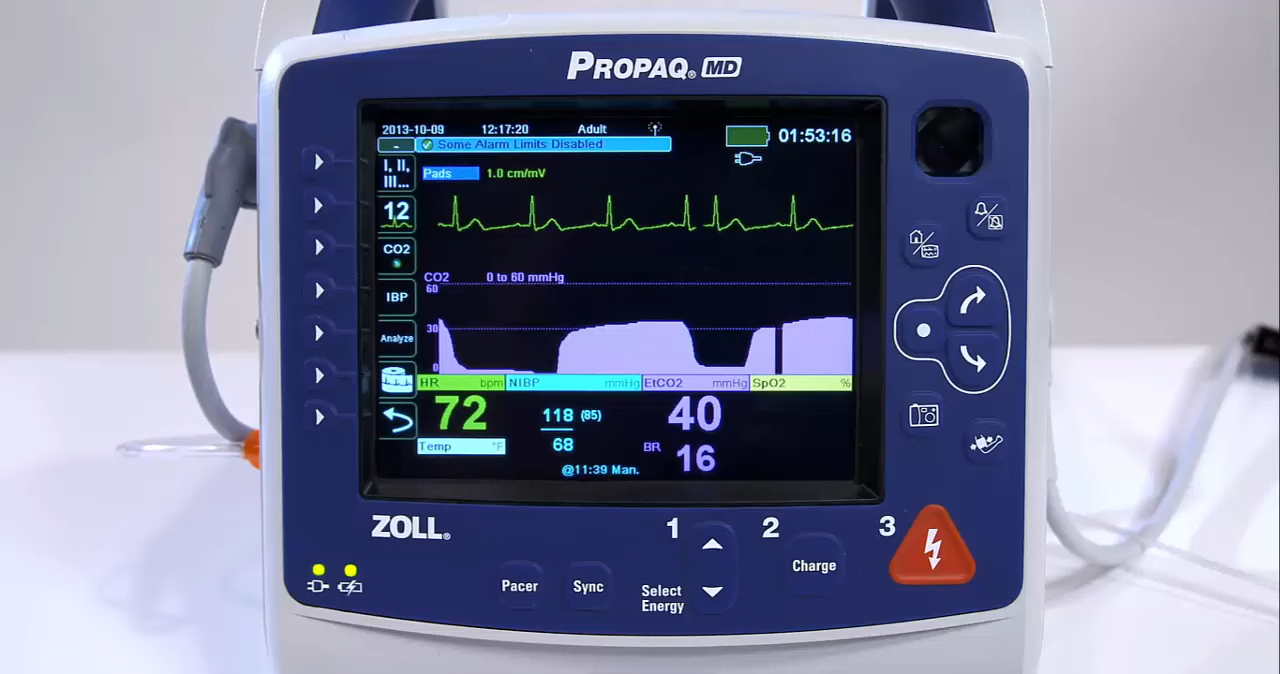 PROPAQ® MD
2013-10-09 12:17:20 Adult 01:53:16
- Some Alarm Limits Disabled
I, II,
III...
Pads 1.0 cm/mV
12
CO2
CO2 0 to 60 mmHg
60
IBP
30
Analyze
0
HR bpm NIBP mmHg EtCO2 mmHg SpO2 %
72 118 (85) 40
68
Temp °F
BR 16
@11:39 Man.
ZOLL®
1 2 3
Pacer Sync Select
Energy
Charge